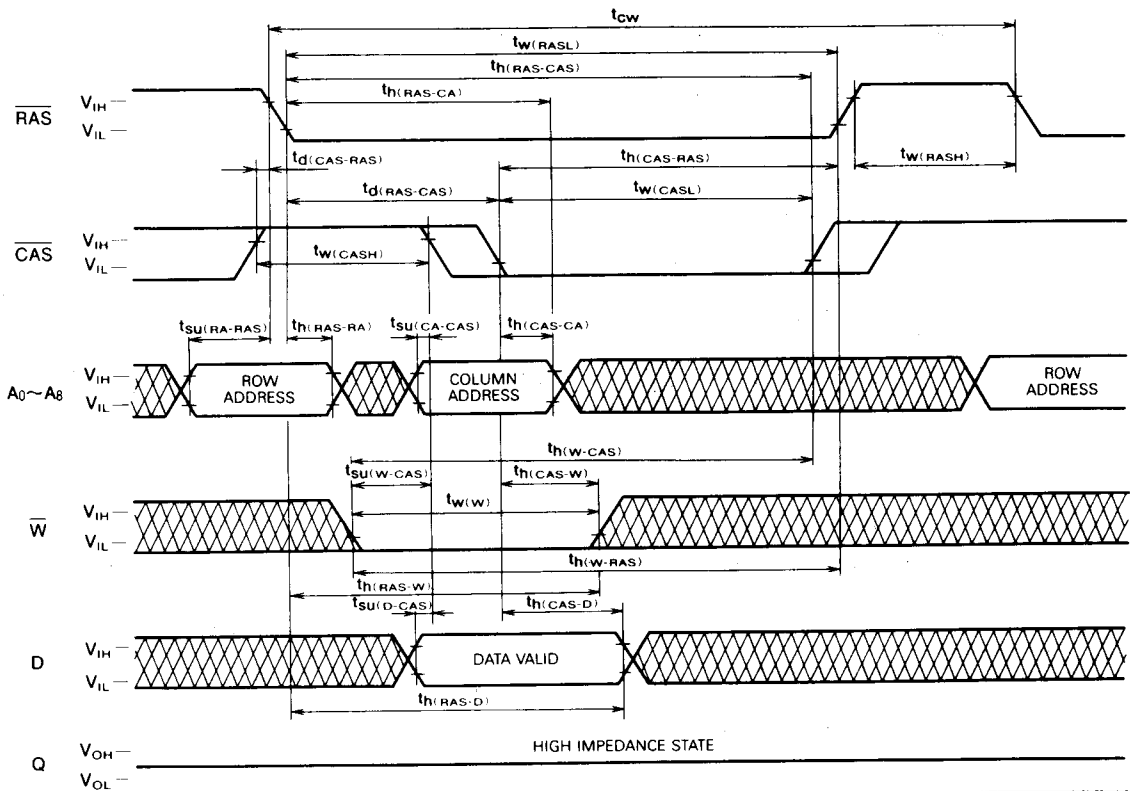 tCW
tW(RASL)
th(RAS-CAS)
th(RAS-CA)
RAS
VIH
VIL
td(CAS-RAS)
th(CAS-RAS)
tW(RASH)
td(RAS-CAS)
tW(CASL)
CAS
VIH
VIL
tW(CASH)
tsu(RA-RAS)
th(RAS-RA)
tsu(CA-CAS)
th(CAS-CA)
A0~A8
VIH
VIL
ROW ADDRESS
COLUMN ADDRESS
ROW ADDRESS
th(W-CAS)
tsu(W-CAS)
th(CAS-W)
tW(W)
W
VIH
VIL
th(W-RAS)
th(RAS-W)
tsu(D-CAS)
th(CAS-D)
D
VIH
VIL
DATA VALID
th(RAS-D)
Q
VOH
VOL
HIGH IMPEDANCE STATE